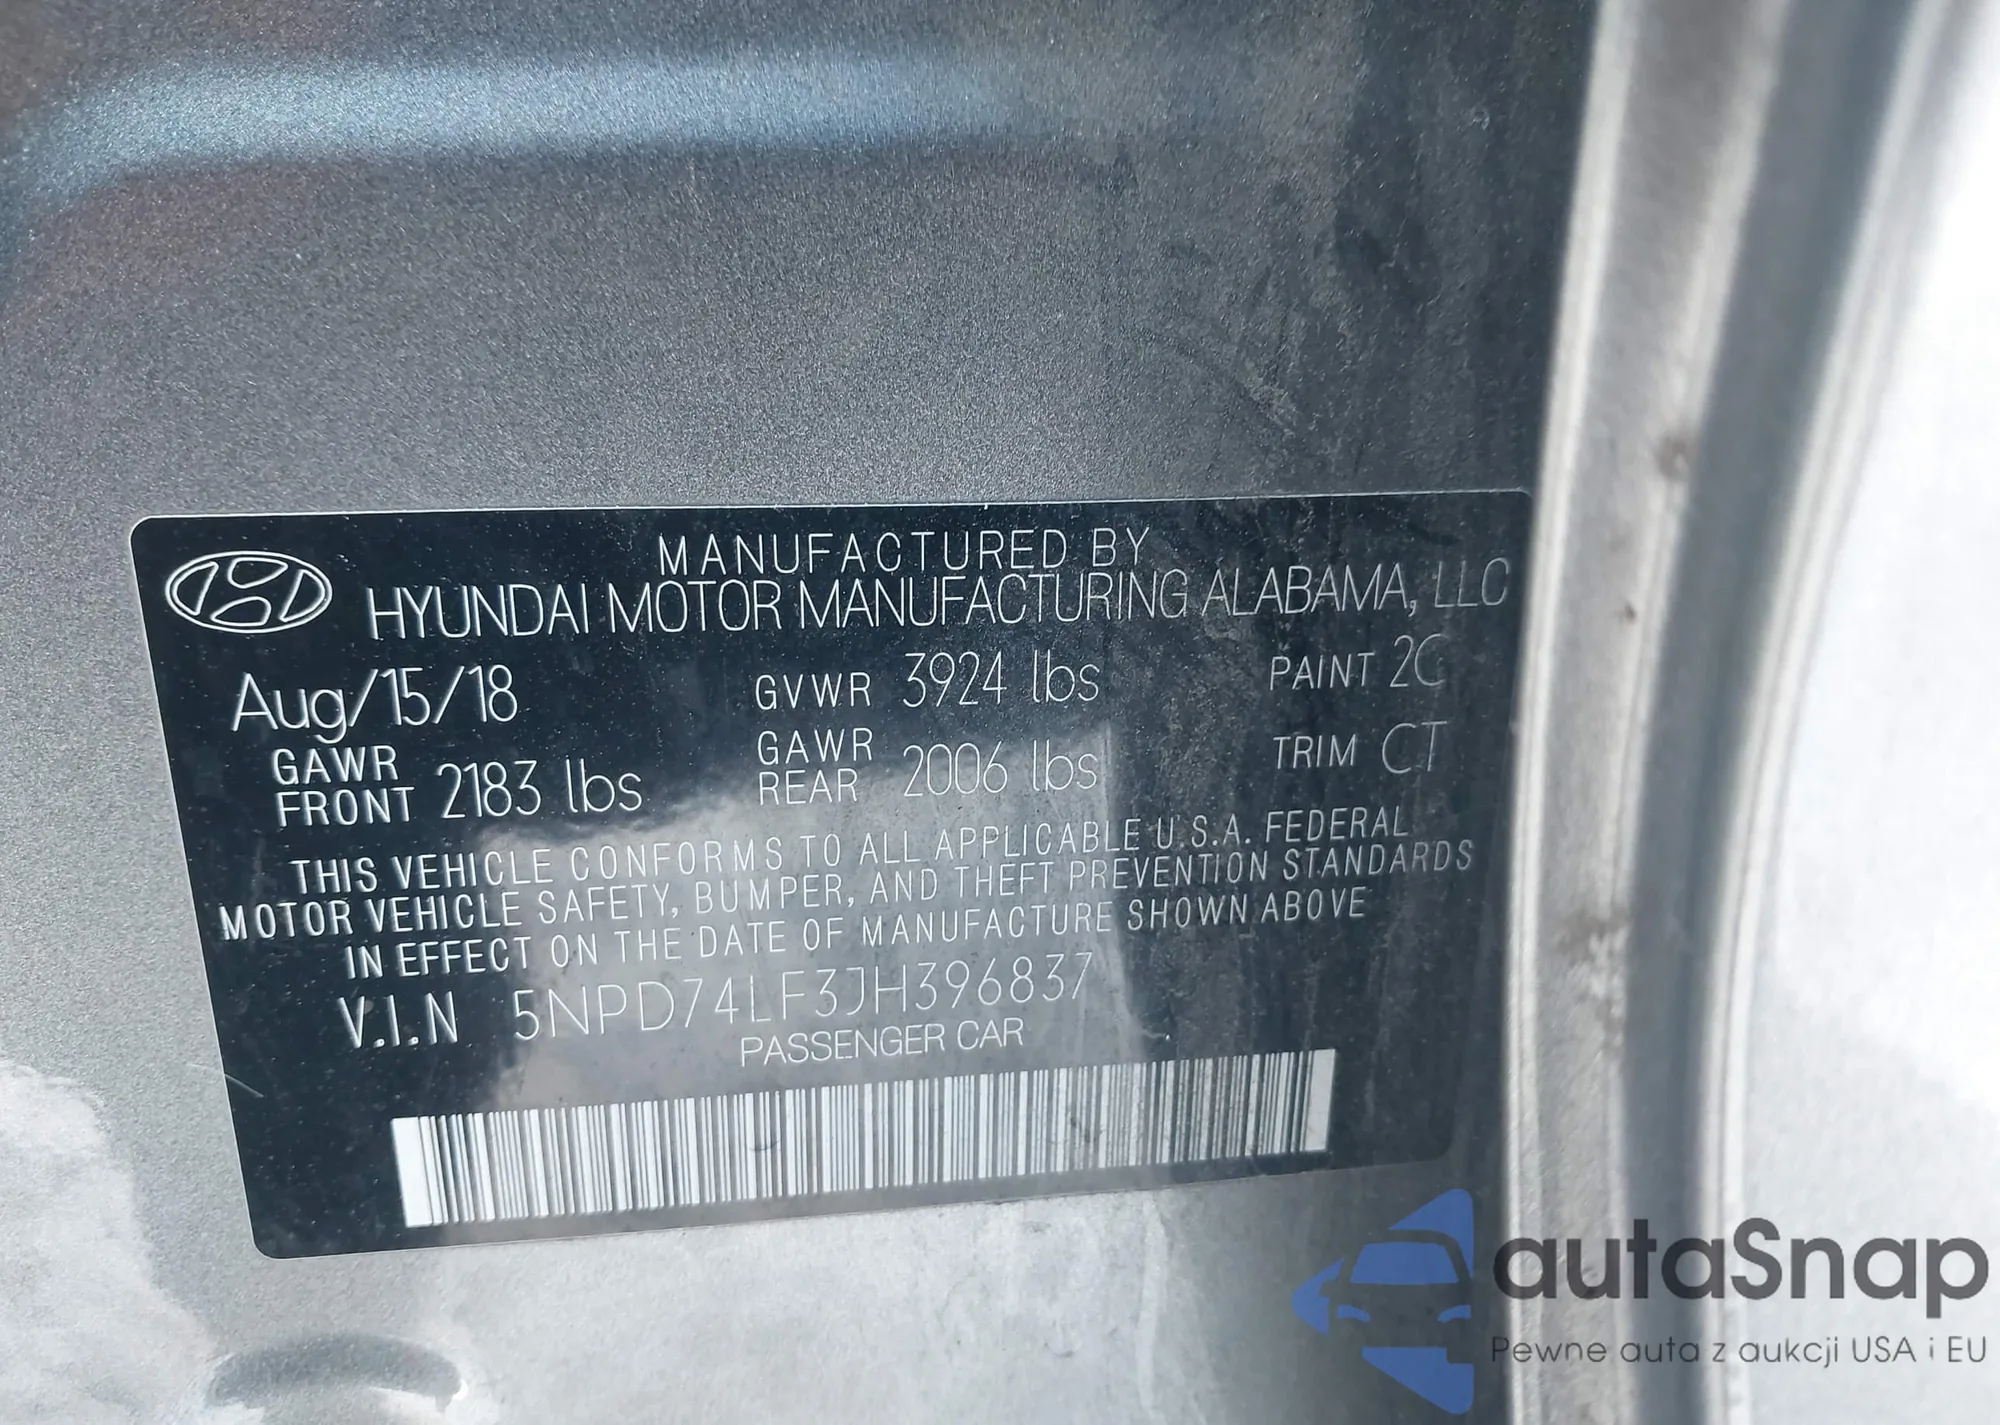 MANUFACTURED BY
HYUNDAI MOTOR MANUFACTURING ALABAMA, LLC
Aug/15/18 GVWR 3924 lbs PAINT 2C
GAWR FRONT 2183 lbs GAWR REAR 2006 lbs TRIM CT
THIS VEHICLE CONFORMS TO ALL APPLICABLE U.S.A. FEDERAL
MOTOR VEHICLE SAFETY, BUMPER, AND THEFT PREVENTION STANDARDS
IN EFFECT ON THE DATE OF MANUFACTURE SHOWN ABOVE
V.I.N 5NPD74LF3JH396837
PASSENGER CAR
autaSnap
Pewne auta z aukcji USA i EU